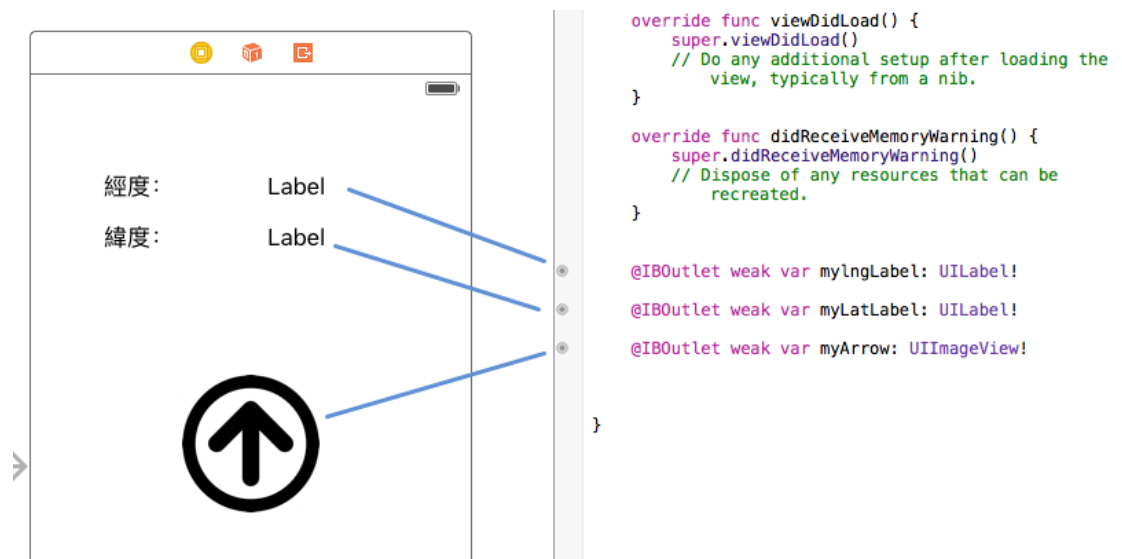 經度：
Label
緯度：
Label
override func viewDidLoad() {
super.viewDidLoad()
// Do any additional setup after loading the
view, typically from a nib.
}
override func didReceiveMemoryWarning() {
super.didReceiveMemoryWarning()
// Dispose of any resources that can be
recreated.
}
@IBOutlet weak var mylngLabel: UILabel!
@IBOutlet weak var myLatLabel: UILabel!
@IBOutlet weak var myArrow: UIImageView!
}